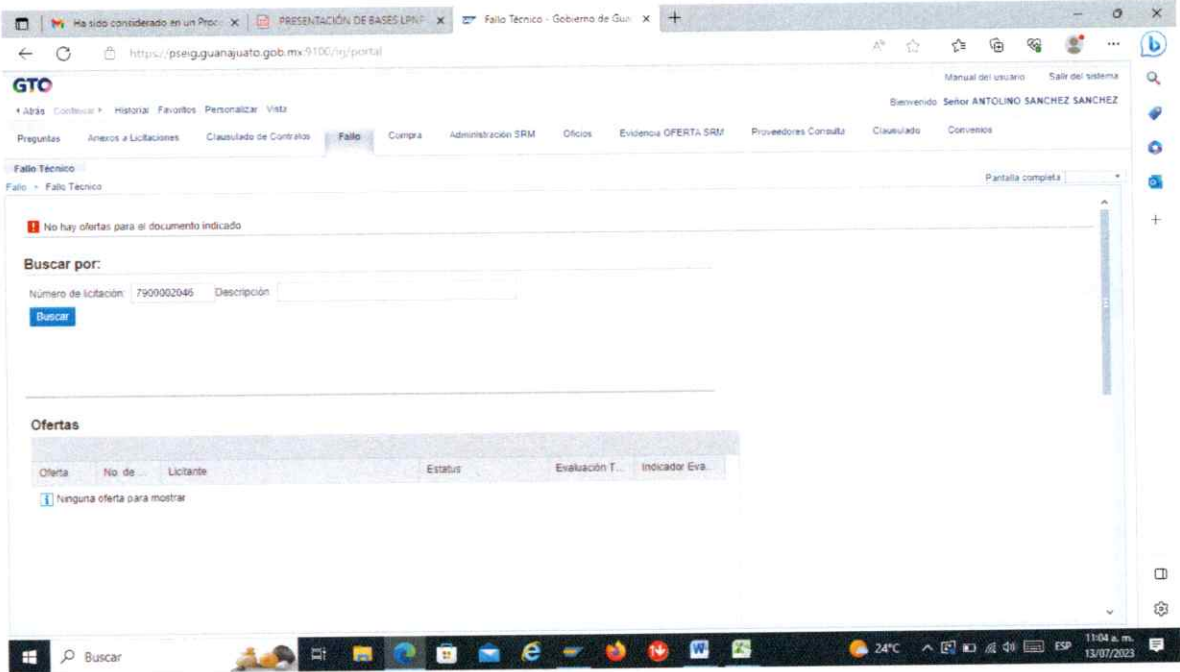 Ha sido considerado en un Proc
PRESENTACIÓN DE BASES LPNP
Fallo Técnico - Gobierno de Gua
https://pseig.guanajuato.gob.mx:9100/irj/portal
GTO
Manual del usuario Salir del sistema
Atrás Continuar Historial Favoritos Personalizar Vista
Bienvenido Señor ANTOLINO SANCHEZ SANCHEZ
Preguntas Anexos a Licitaciones Clausulado de Contratos Fallo Compra Administración SRM Oficios Evidencia OFERTA SRM Proveedores Consulta Clausulado Convenios
Fallo Técnico
Fallo > Fallo Técnico
Pantalla completa
No hay ofertas para el documento indicado
Buscar por:
Número de licitación: 7900002046 Descripción
Buscar
Ofertas
Oferta No. de ... Licitante Estatus Evaluación T... Indicador Eva...
Ninguna oferta para mostrar
Buscar
24°C
ESP
11:04 a. m.
13/07/2023